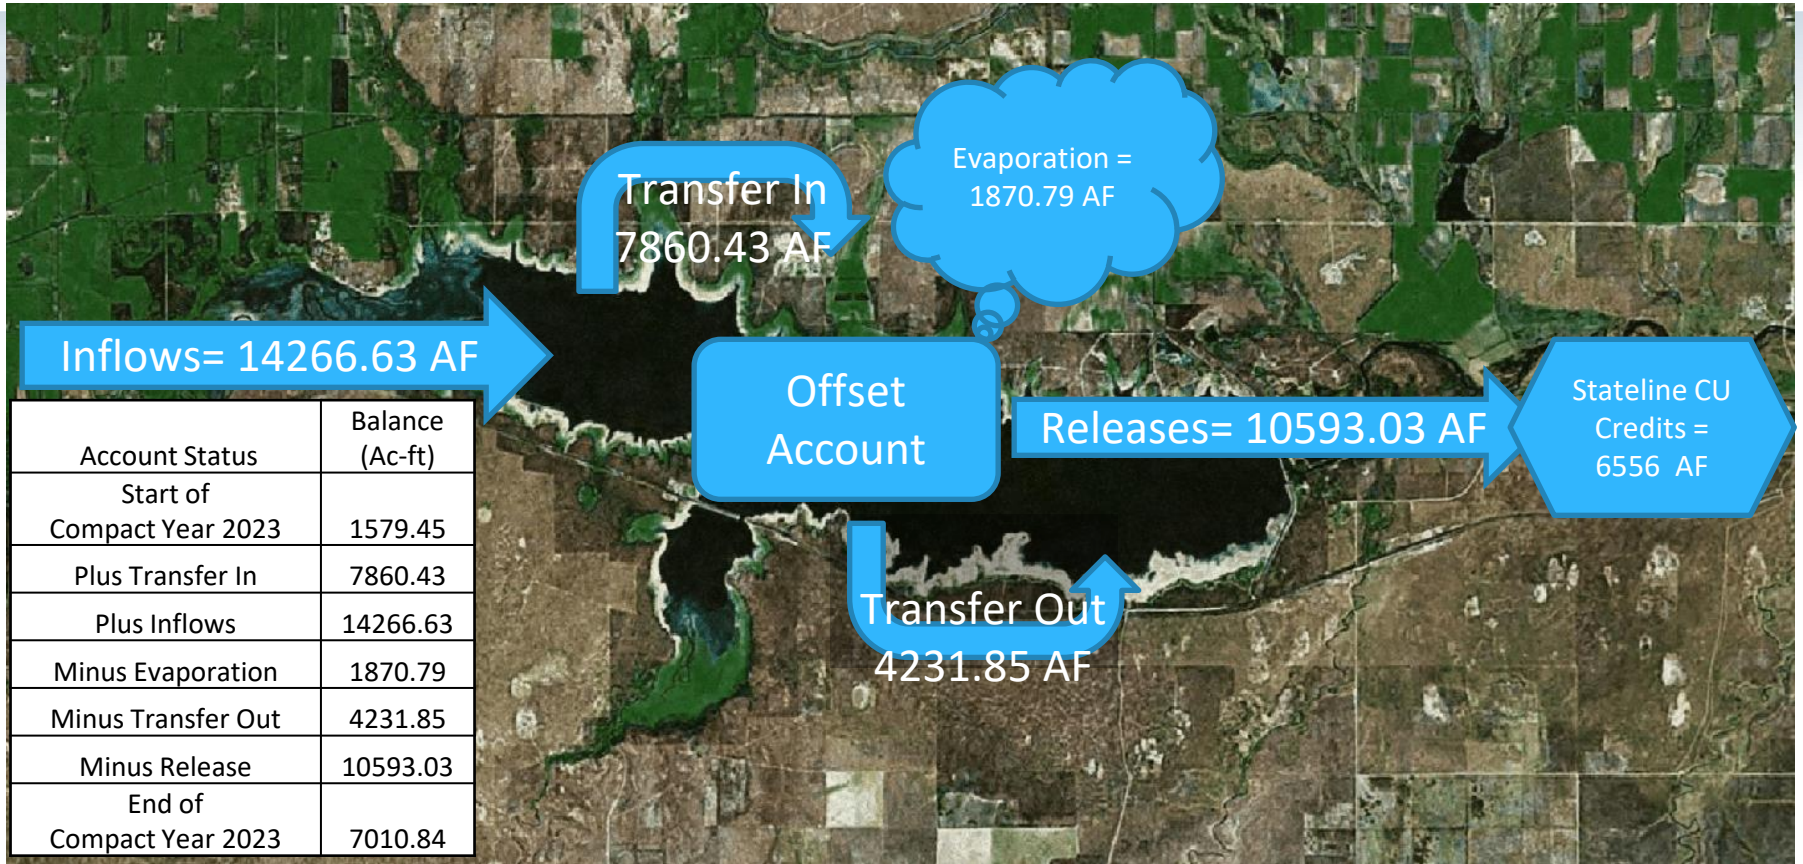 Transfer In
7860.43 AF
Evaporation =
1870.79 AF
Inflows= 14266.63 AF
Offset
Account
Releases= 10593.03 AF
Stateline CU
Credits =
6556 AF
Transfer Out
4231.85 AF
Account Status
Balance
(Ac-ft)
Start of
Compact Year 2023
1579.45
Plus Transfer In
7860.43
Plus Inflows
14266.63
Minus Evaporation
1870.79
Minus Transfer Out
4231.85
Minus Release
10593.03
End of
Compact Year 2023
7010.84